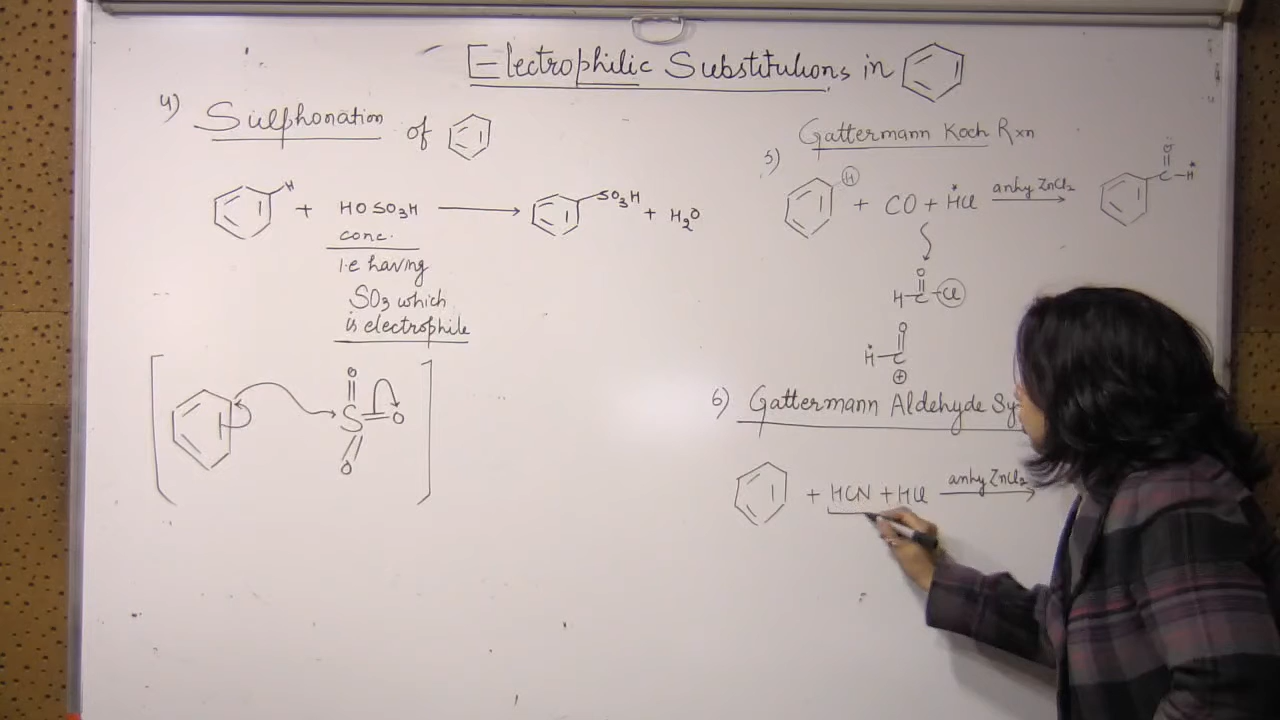 Electrophilic Substitutions in
4) Sulphonation of
H
+ HOSO3H → SO3H + H2O
conc.
i.e having
SO3 which
is electrophile
O
S O
O
5) Gattermann Koch Rxn
H + CO + HCl anhy ZnCl2 → O
C-H
O
H-C-Cl
O
H-C
+
6) Gattermann Aldehyde Sy
+ HCN + HCl anhy ZnCl2 →